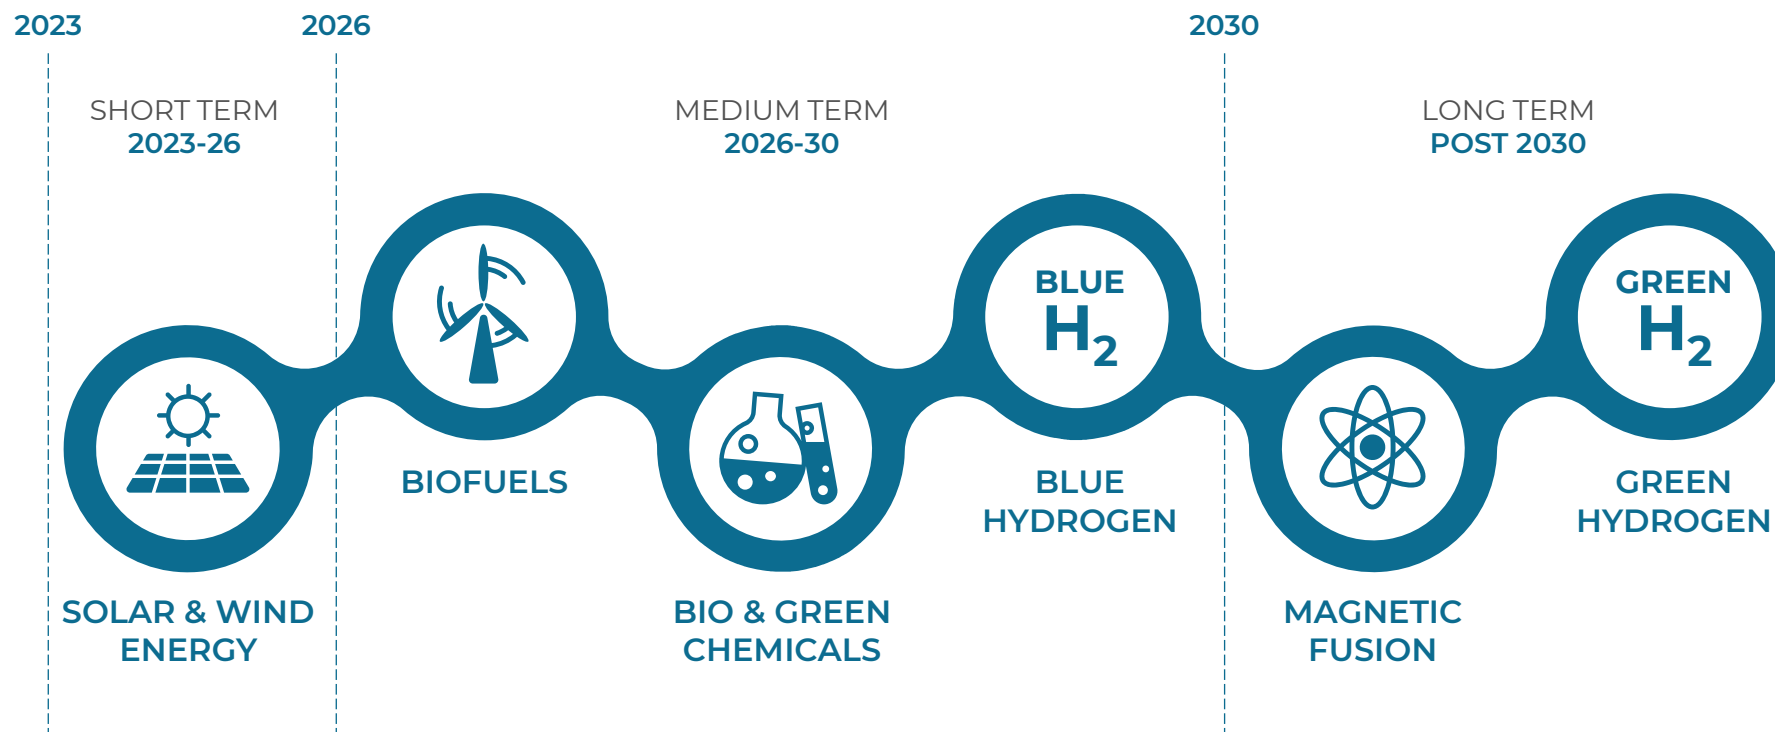 2023
2026
2030
SHORT TERM
2023-26
MEDIUM TERM
2026-30
LONG TERM
POST 2030
SOLAR & WIND
ENERGY
BIOFUELS
BIO & GREEN
CHEMICALS
BLUE
H₂
BLUE
HYDROGEN
MAGNETIC
FUSION
GREEN
H₂
GREEN
HYDROGEN